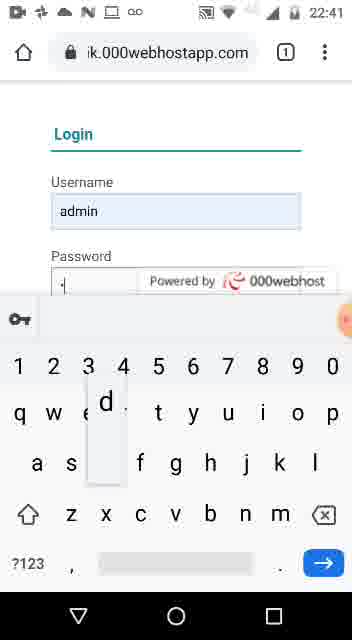 22:41
ik.000webhostapp.com
1
Login
Username
admin
Password
Powered by 000webhost
1 2 3 4 5 6 7 8 9 0
q w e t y u i o p
d
a s f g h j k l
z x c v b n m
?123 , .